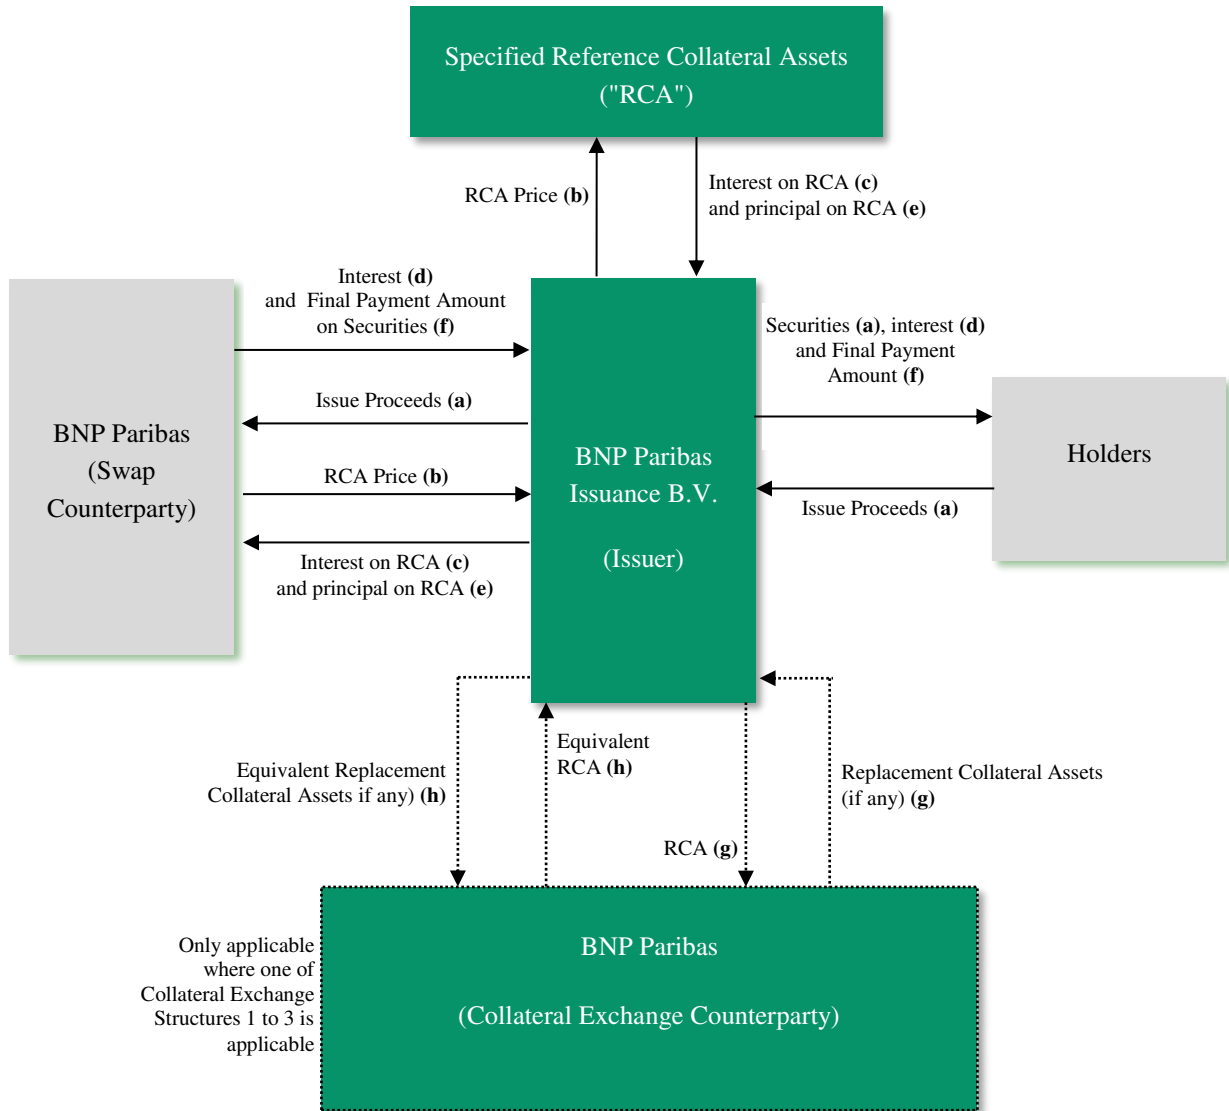 Specified Reference Collateral Assets
("RCA")
RCA Price (b)
Interest on RCA (c)
and principal on RCA (e)
Interest (d)
and Final Payment Amount
on Securities (f)
Issue Proceeds (a)
RCA Price (b)
Interest on RCA (c)
and principal on RCA (e)
BNP Paribas
(Swap
Counterparty)
BNP Paribas
Issuance B.V.
(Issuer)
Securities (a), interest (d)
and Final Payment
Amount (f)
Issue Proceeds (a)
Holders
Equivalent Replacement
Collateral Assets if any) (h)
Equivalent
RCA (h)
RCA (g)
Replacement Collateral Assets
(if any) (g)
Only applicable
where one of
Collateral Exchange
Structures 1 to 3 is
applicable
BNP Paribas
(Collateral Exchange Counterparty)